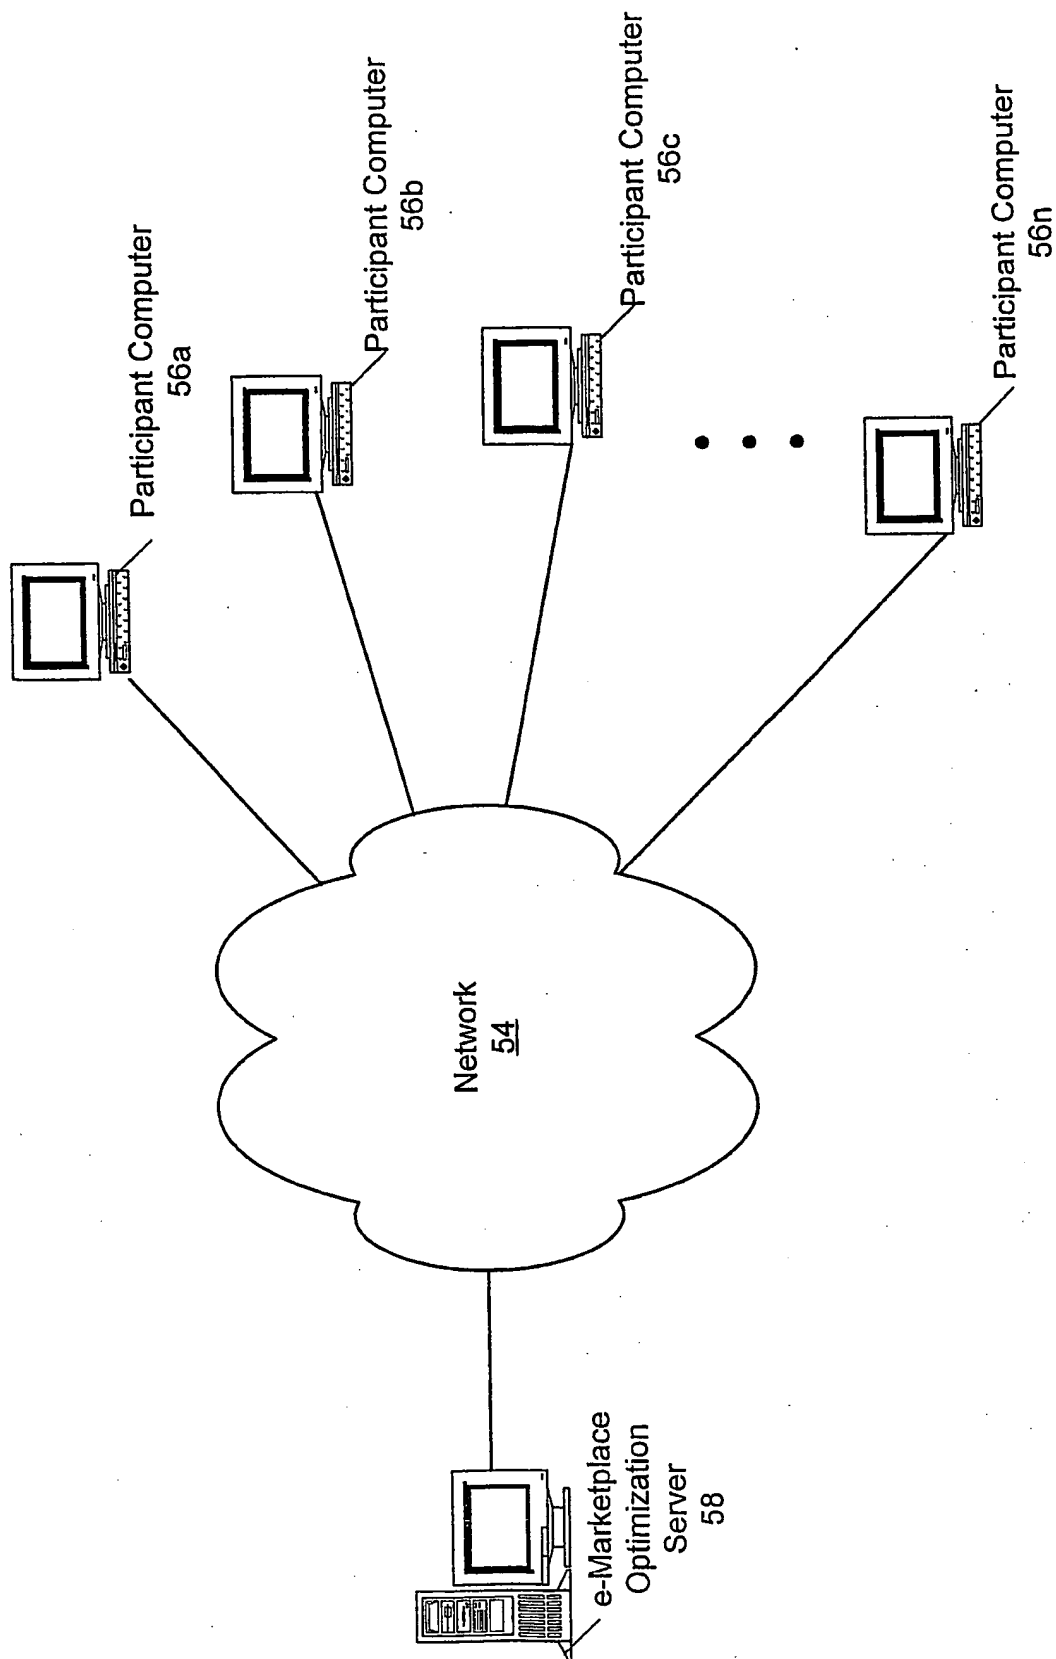 Participant Computer
56a
Participant Computer
56b
Participant Computer
56c
Participant Computer
56n
Network
54
e-Marketplace
Optimization
Server
58